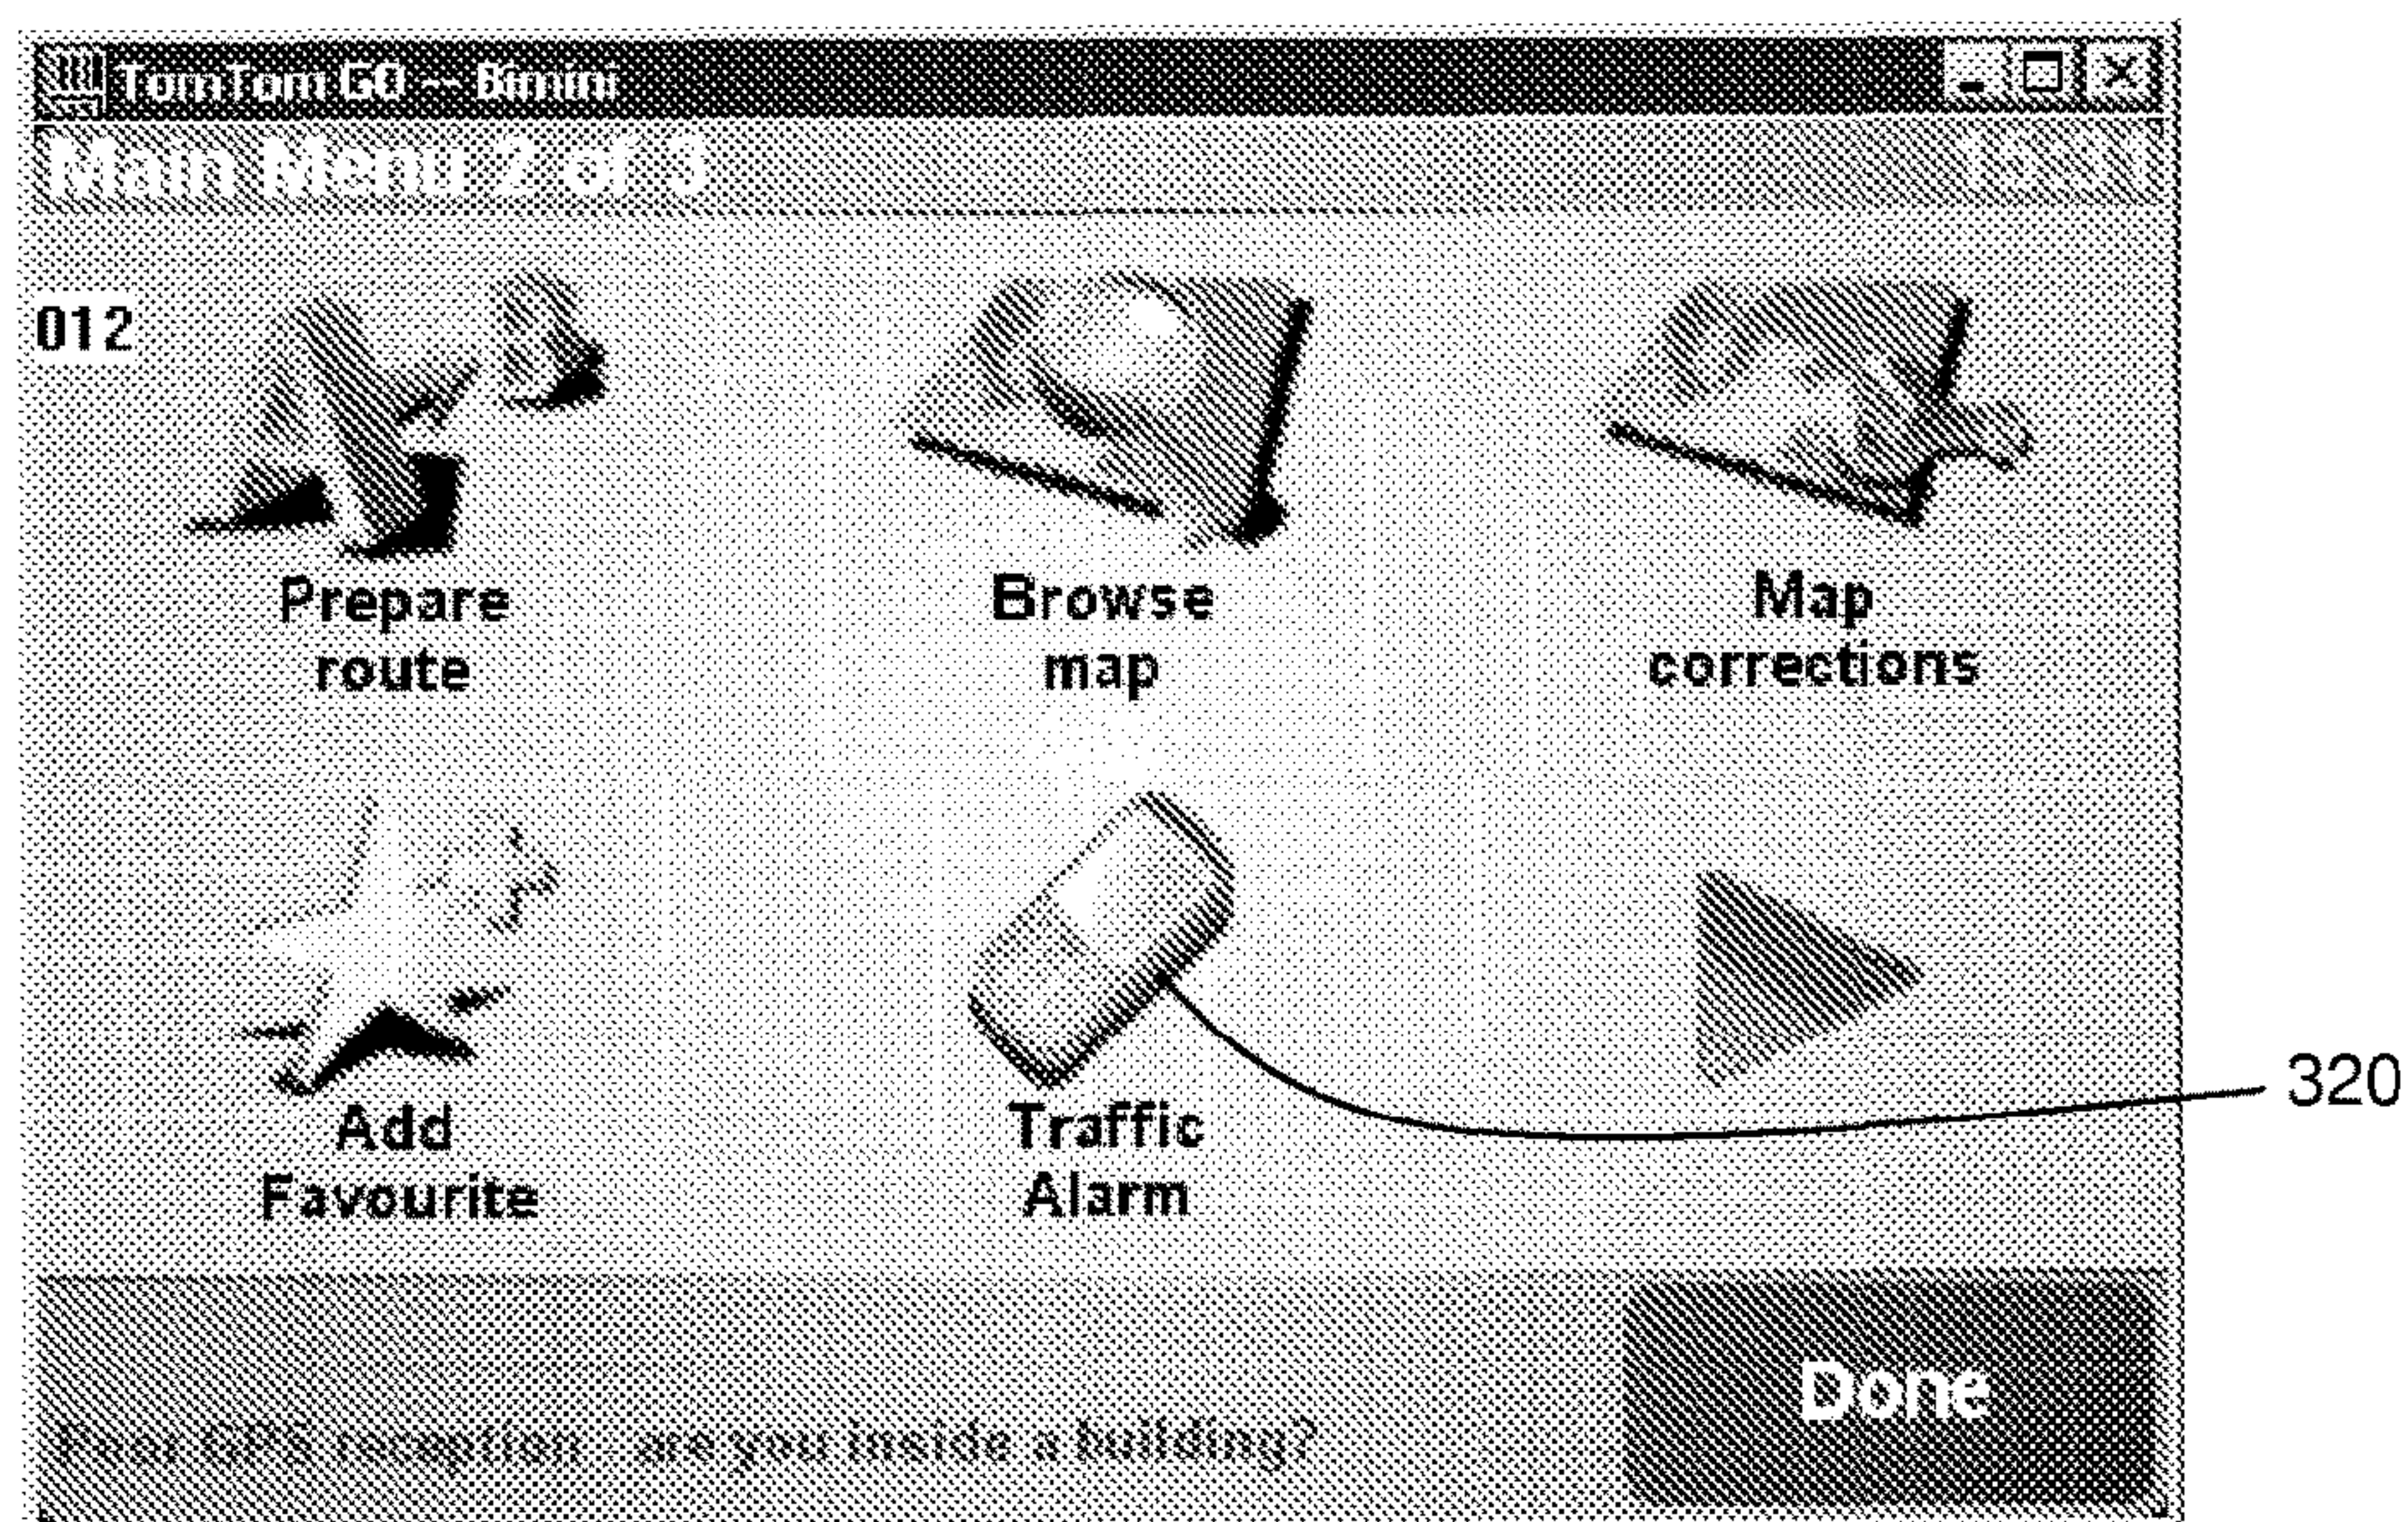 TomTom GO -- Bimini
Main Menu 2 of 3
012
Prepare
route
Browse
map
Map
corrections
Add
Favourite
Traffic
Alarm
320
Done
Poor GPS reception - are you inside a building?